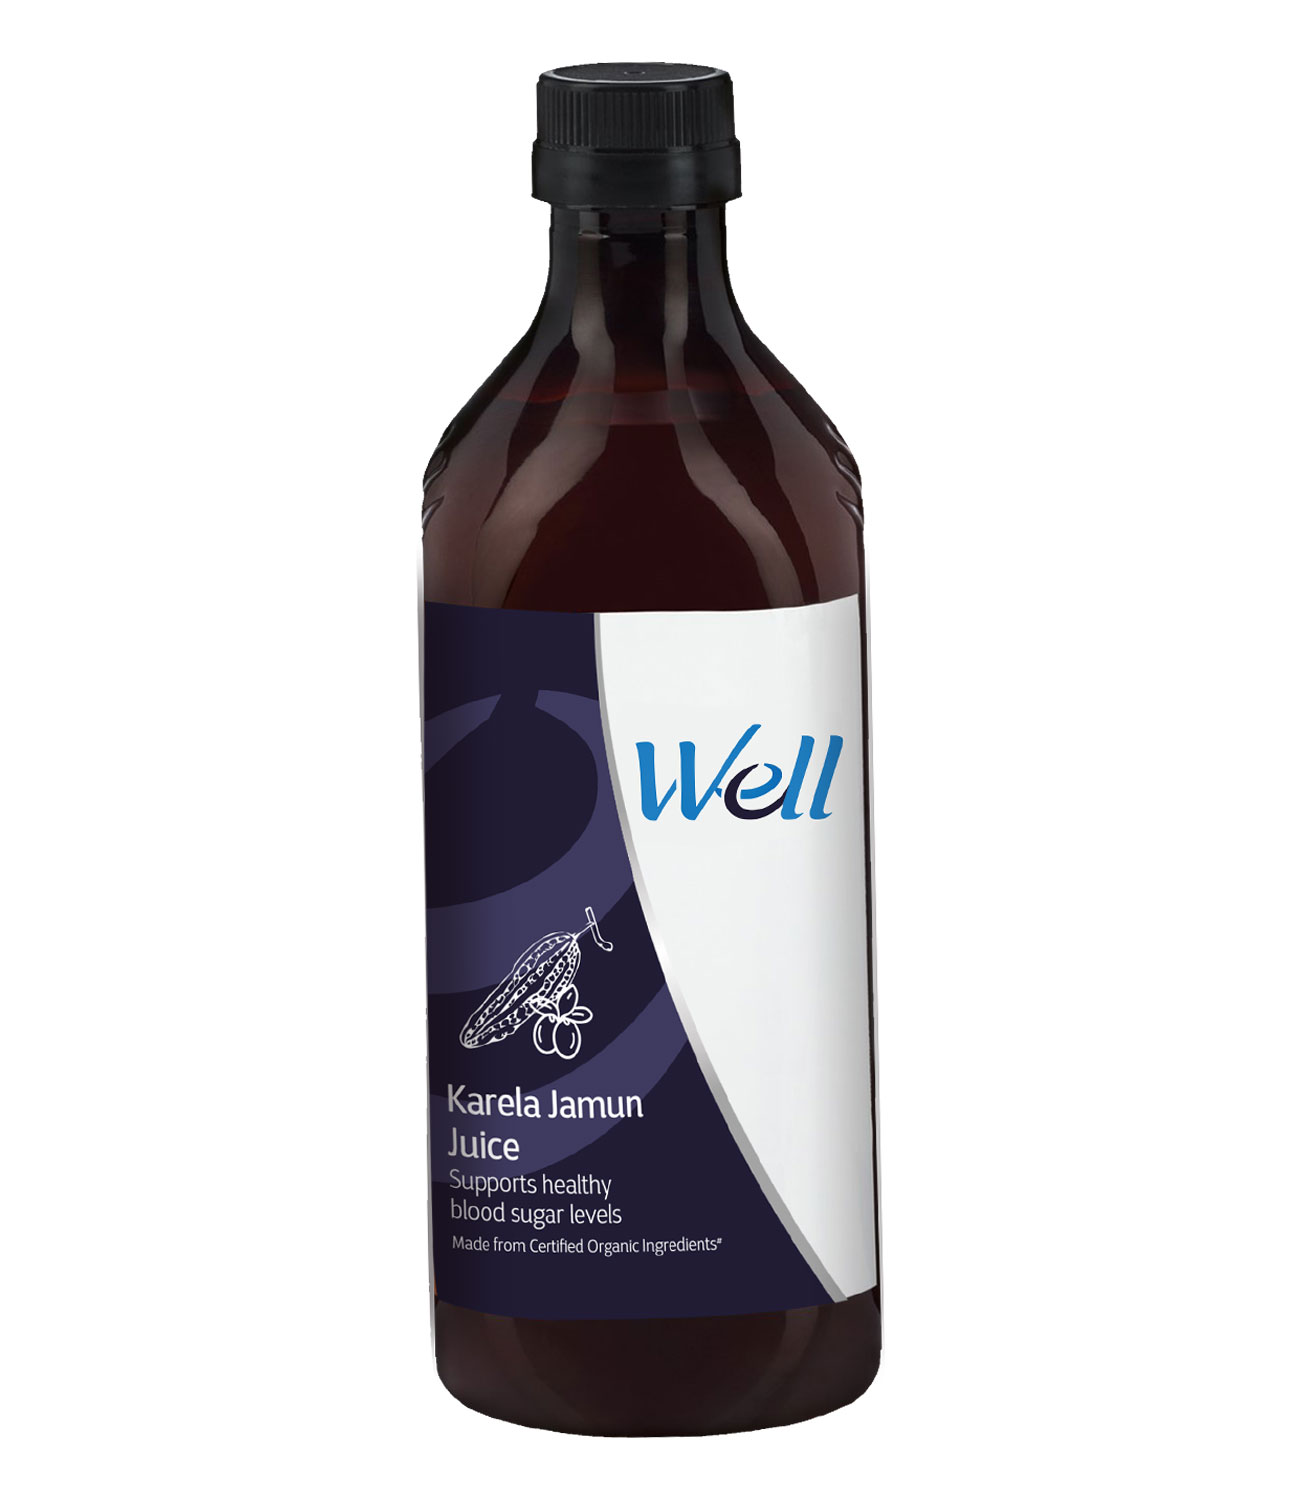 Well
Karela Jamun
Juice
Supports healthy
blood sugar levels
Made from Certified Organic Ingredients#